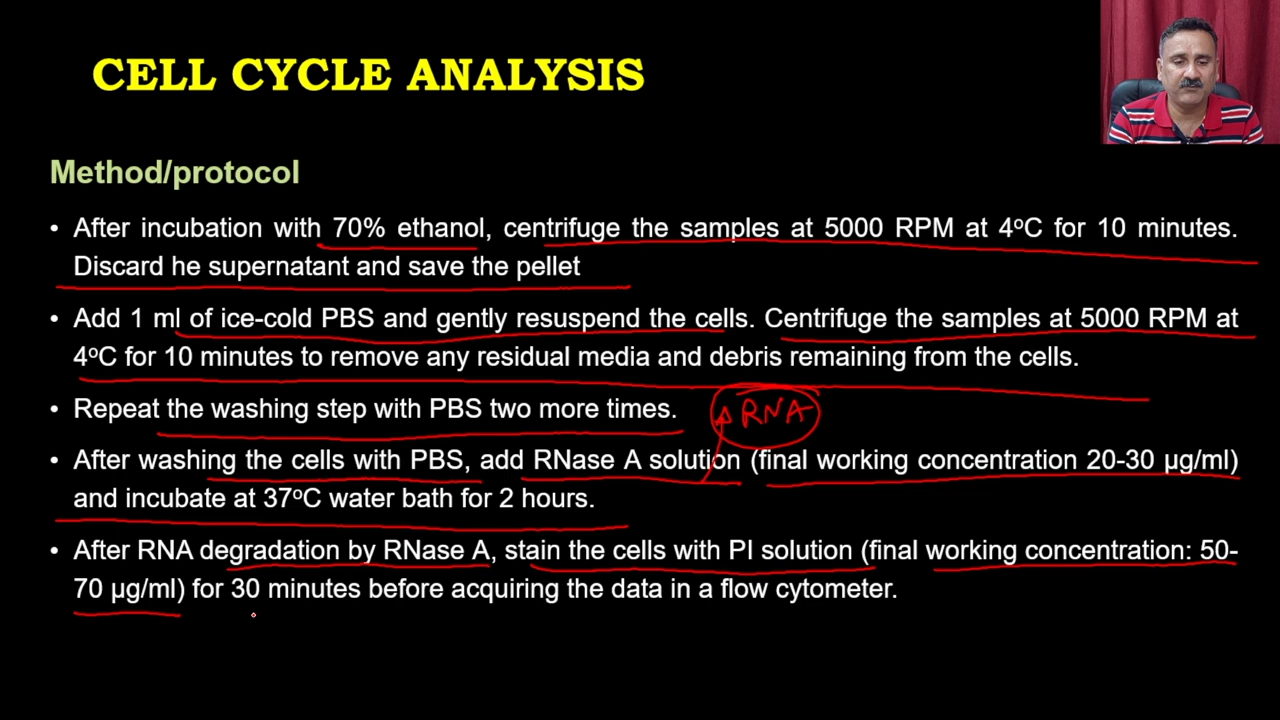 CELL CYCLE ANALYSIS
Method/protocol
• After incubation with 70% ethanol, centrifuge the samples at 5000 RPM at 4ºC for 10 minutes.
Discard he supernatant and save the pellet
• Add 1 ml of ice-cold PBS and gently resuspend the cells. Centrifuge the samples at 5000 RPM at
4ºC for 10 minutes to remove any residual media and debris remaining from the cells.
• Repeat the washing step with PBS two more times.
RNA
• After washing the cells with PBS, add RNase A solution (final working concentration 20-30 µg/ml)
and incubate at 37ºC water bath for 2 hours.
• After RNA degradation by RNase A, stain the cells with PI solution (final working concentration: 50-
70 µg/ml) for 30 minutes before acquiring the data in a flow cytometer.